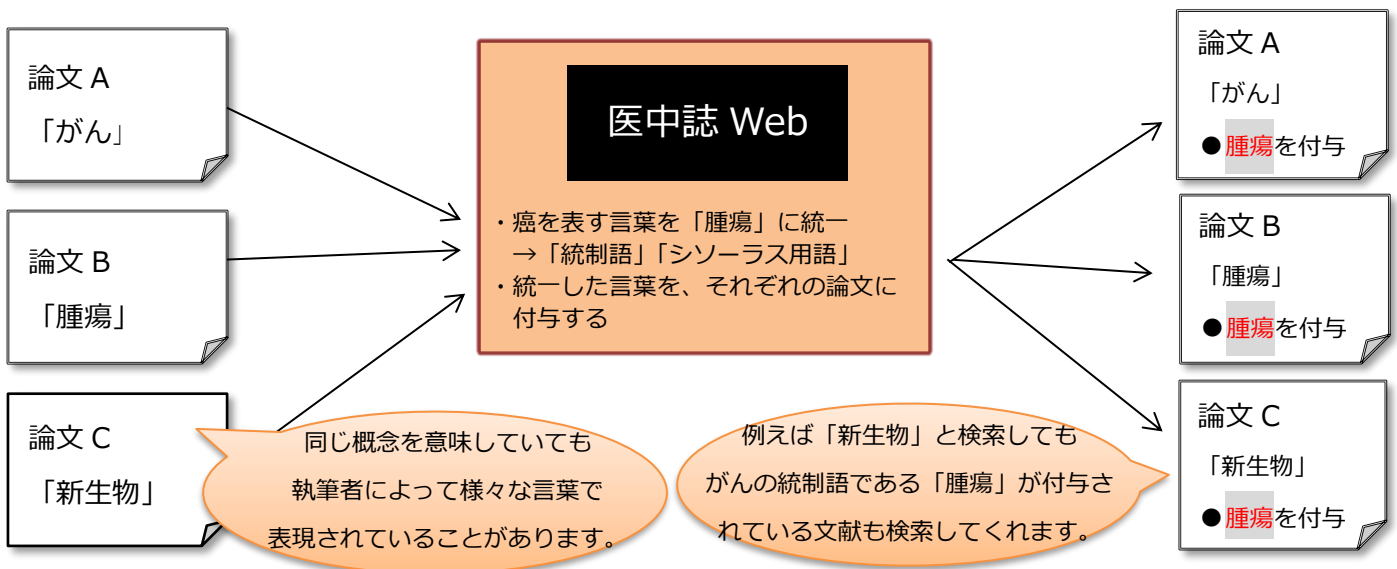 論文 A
「がん」
論文 B
「腫瘍」
論文 C
「新生物」
医中誌 Web
・癌を表す言葉を「腫瘍」に統一
→「統制語」「シソーラス用語」
・統一した言葉を、それぞれの論文に
付与する
同じ概念を意味していても
執筆者によって様々な言葉で
表現されていることがあります。
例えば「新生物」と検索しても
がんの統制語である「腫瘍」が付与さ
れている文献も検索してくれます。
論文 A
「がん」
●腫瘍を付与
論文 B
「腫瘍」
●腫瘍を付与
論文 C
「新生物」
●腫瘍を付与